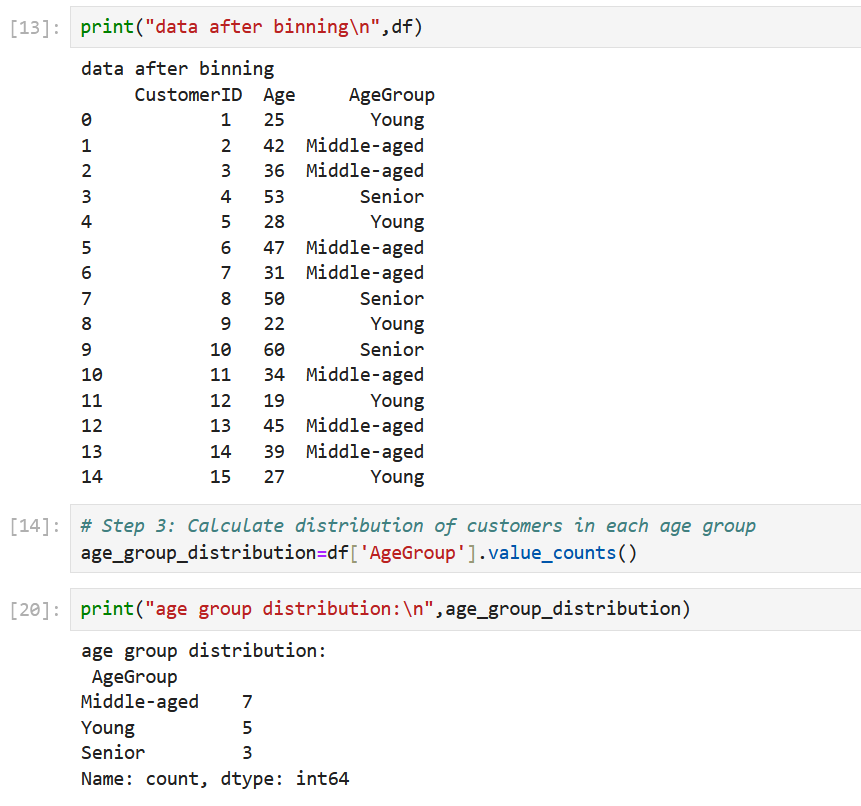 [13]: print("data after binning\n",df)
data after binning
     CustomerID  Age     AgeGroup
0             1   25        Young
1             2   42  Middle-aged
2             3   36  Middle-aged
3             4   53       Senior
4             5   28        Young
5             6   47  Middle-aged
6             7   31  Middle-aged
7             8   50       Senior
8             9   22        Young
9            10   60       Senior
10           11   34  Middle-aged
11           12   19        Young
12           13   45  Middle-aged
13           14   39  Middle-aged
14           15   27        Young
[14]: # Step 3: Calculate distribution of customers in each age group
age_group_distribution=df['AgeGroup'].value_counts()
[20]: print("age group distribution:\n",age_group_distribution)
age group distribution:
 AgeGroup
Middle-aged    7
Young          5
Senior         3
Name: count, dtype: int64